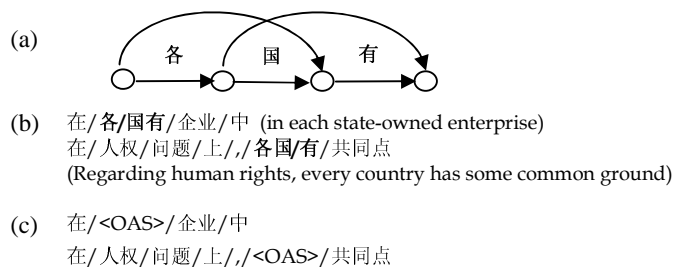 (a) 各 国 有
(b) 在/各/国有/企业/中 (in each state-owned enterprise)
在/人权/问题/上/,/各国/有/共同点
(Regarding human rights, every country has some common ground)
(c) 在/<OAS>/企业/中
在/人权/问题/上/,/<OAS>/共同点